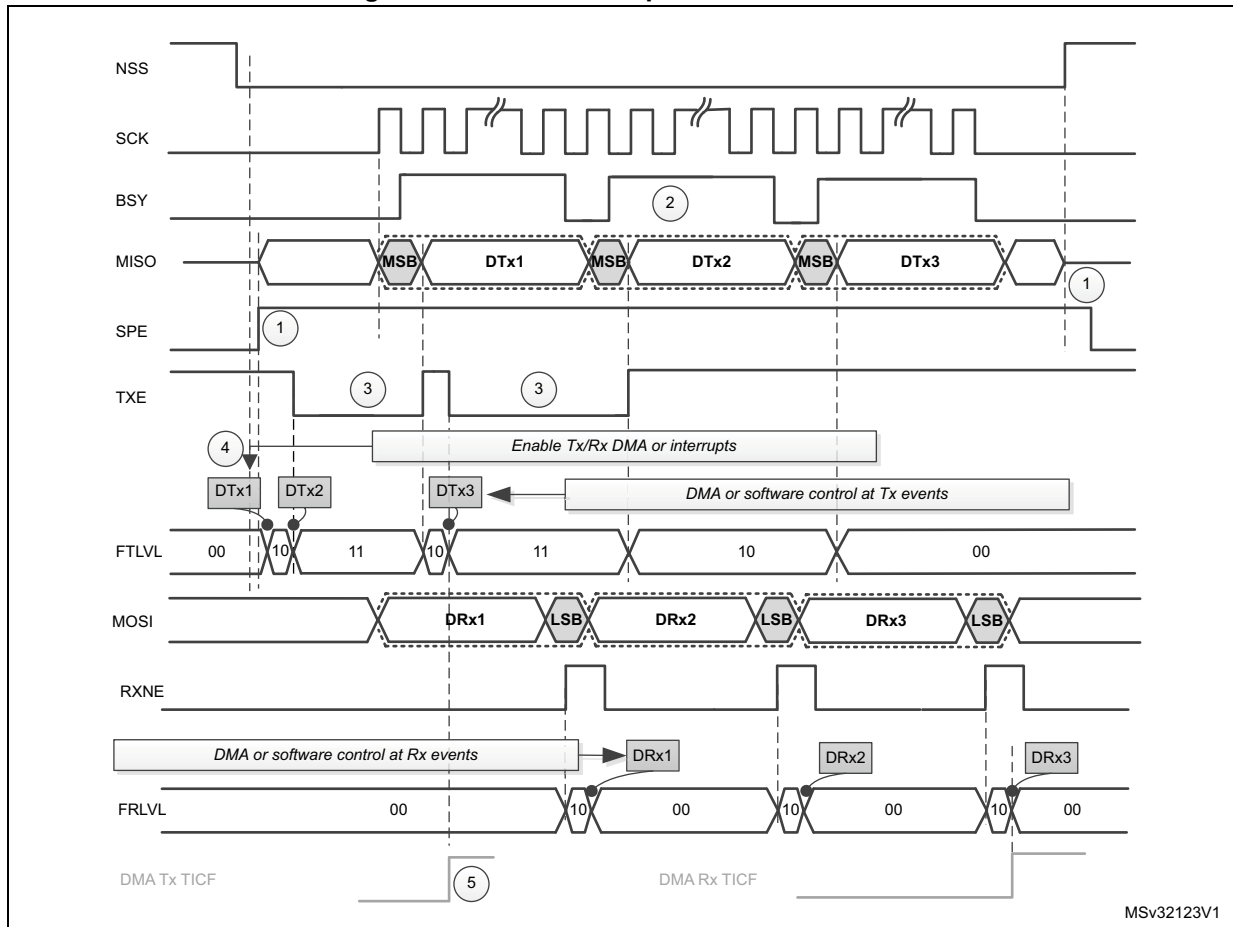 NSS
SCK
BSY
2
MISO
MSB DTx1 MSB DTx2 MSB DTx3
1
SPE
1
TXE
3 3
4
Enable Tx/Rx DMA or interrupts
DTx1 DTx2 DTx3
DMA or software control at Tx events
FTLVL 00 10 11 10 11 10 00
MOSI DRx1 LSB DRx2 LSB DRx3 LSB
RXNE
DMA or software control at Rx events
DRx1 DRx2 DRx3
FRLVL 00 10 00 10 00 10 00
DMA Tx TICF 5 DMA Rx TICF
MSv32123V1